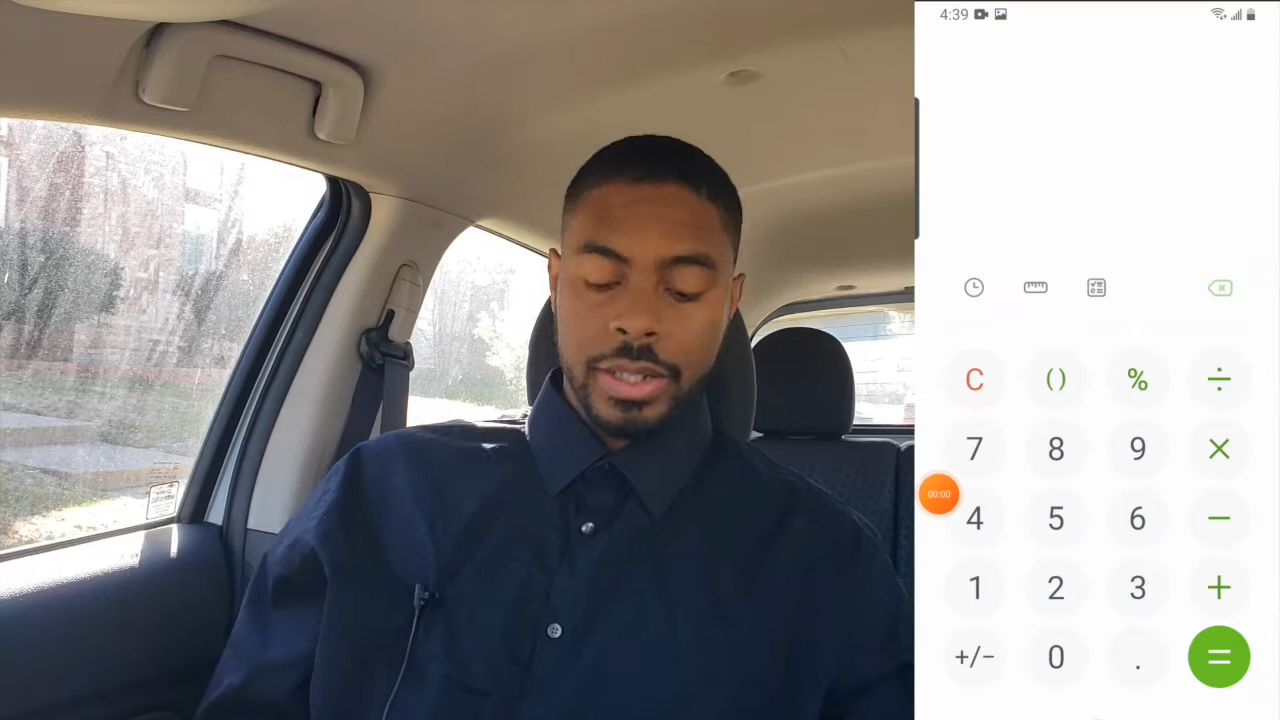 4:39
C () % ÷
7 8 9 ×
00:00
4 5 6 −
1 2 3 +
+/− 0 . =